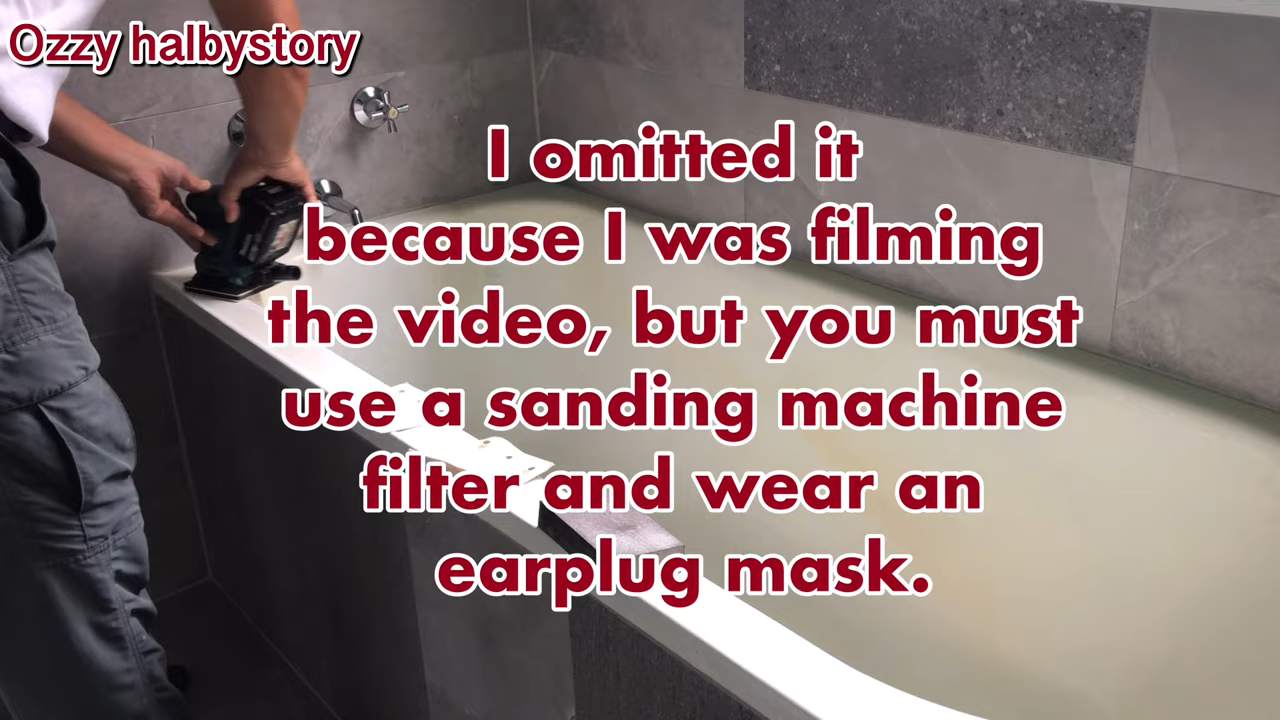 Ozzy halbystory
I omitted it
because I was filming
the video, but you must
use a sanding machine
filter and wear an
earplug mask.